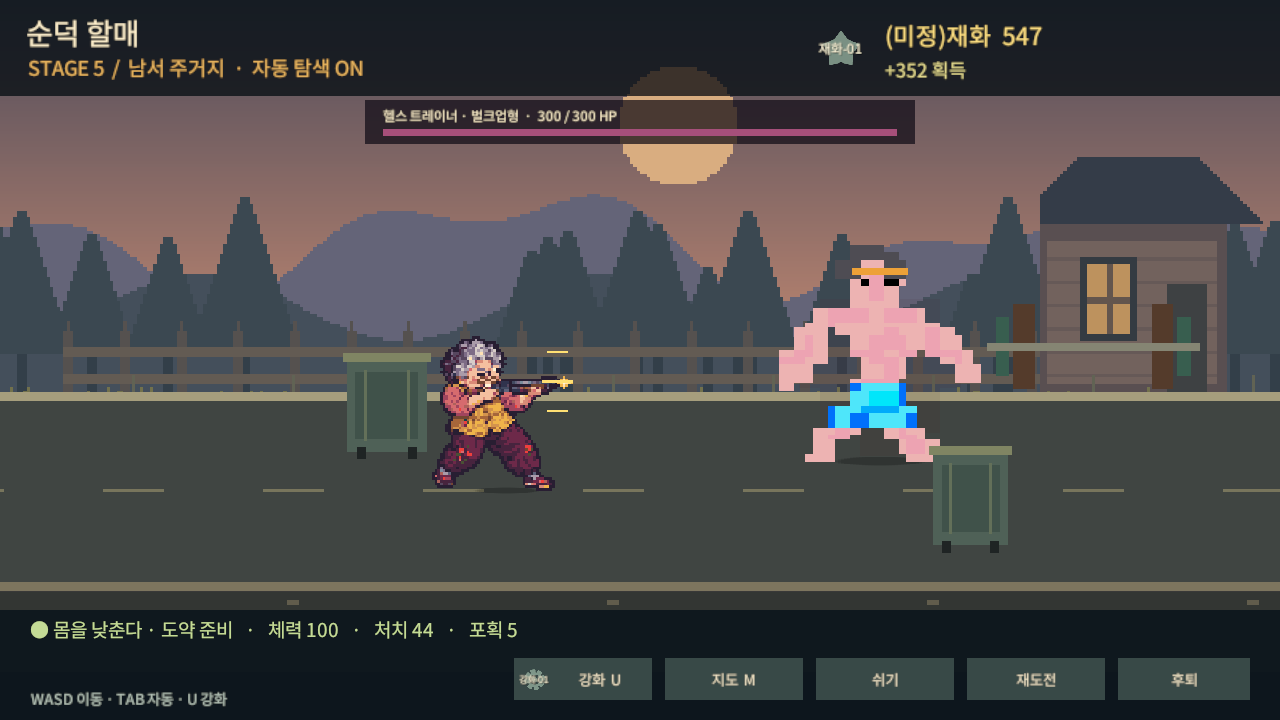 순덕 할매
STAGE 5 / 남서 주거지 · 자동 탐색 ON
재화-01
(미정)재화 547
+352 획득
헬스 트레이너 · 벌크업형 · 300 / 300 HP
몸을 낮춘다 · 도약 준비 · 체력 100 · 처치 44 · 포획 5
강화-01 강화 U
지도 M
쉬기
재도전
후퇴
WASD 이동 · TAB 자동 · U 강화